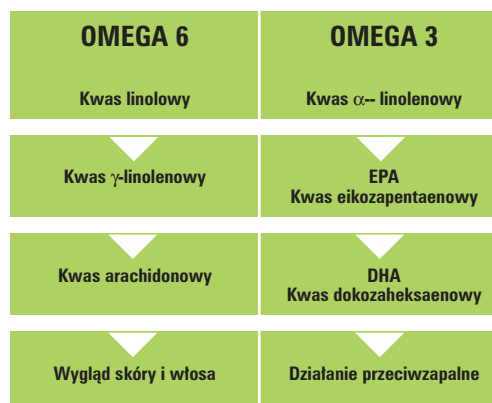 OMEGA 6
Kwas linolowy
Kwas γ-linolenowy
Kwas arachidonowy
Wygląd skóry i włosa
OMEGA 3
Kwas α-- linolenowy
EPA
Kwas eikozapentaenowy
DHA
Kwas dokozaheksaenowy
Działanie przeciwzapalne